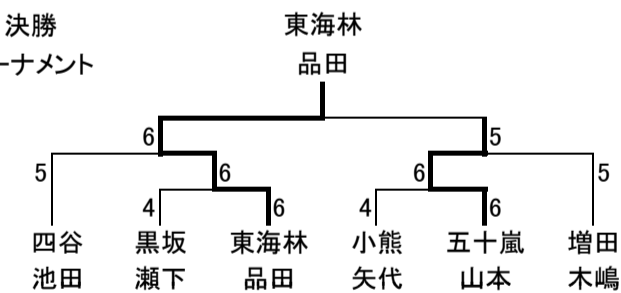 決勝
ーナメント
東海林
品田
6
5
5
6
6
5
4
6
4
6
四谷
池田
黒坂
瀬下
東海林
品田
小熊
矢代
五十嵐
山本
増田
木嶋